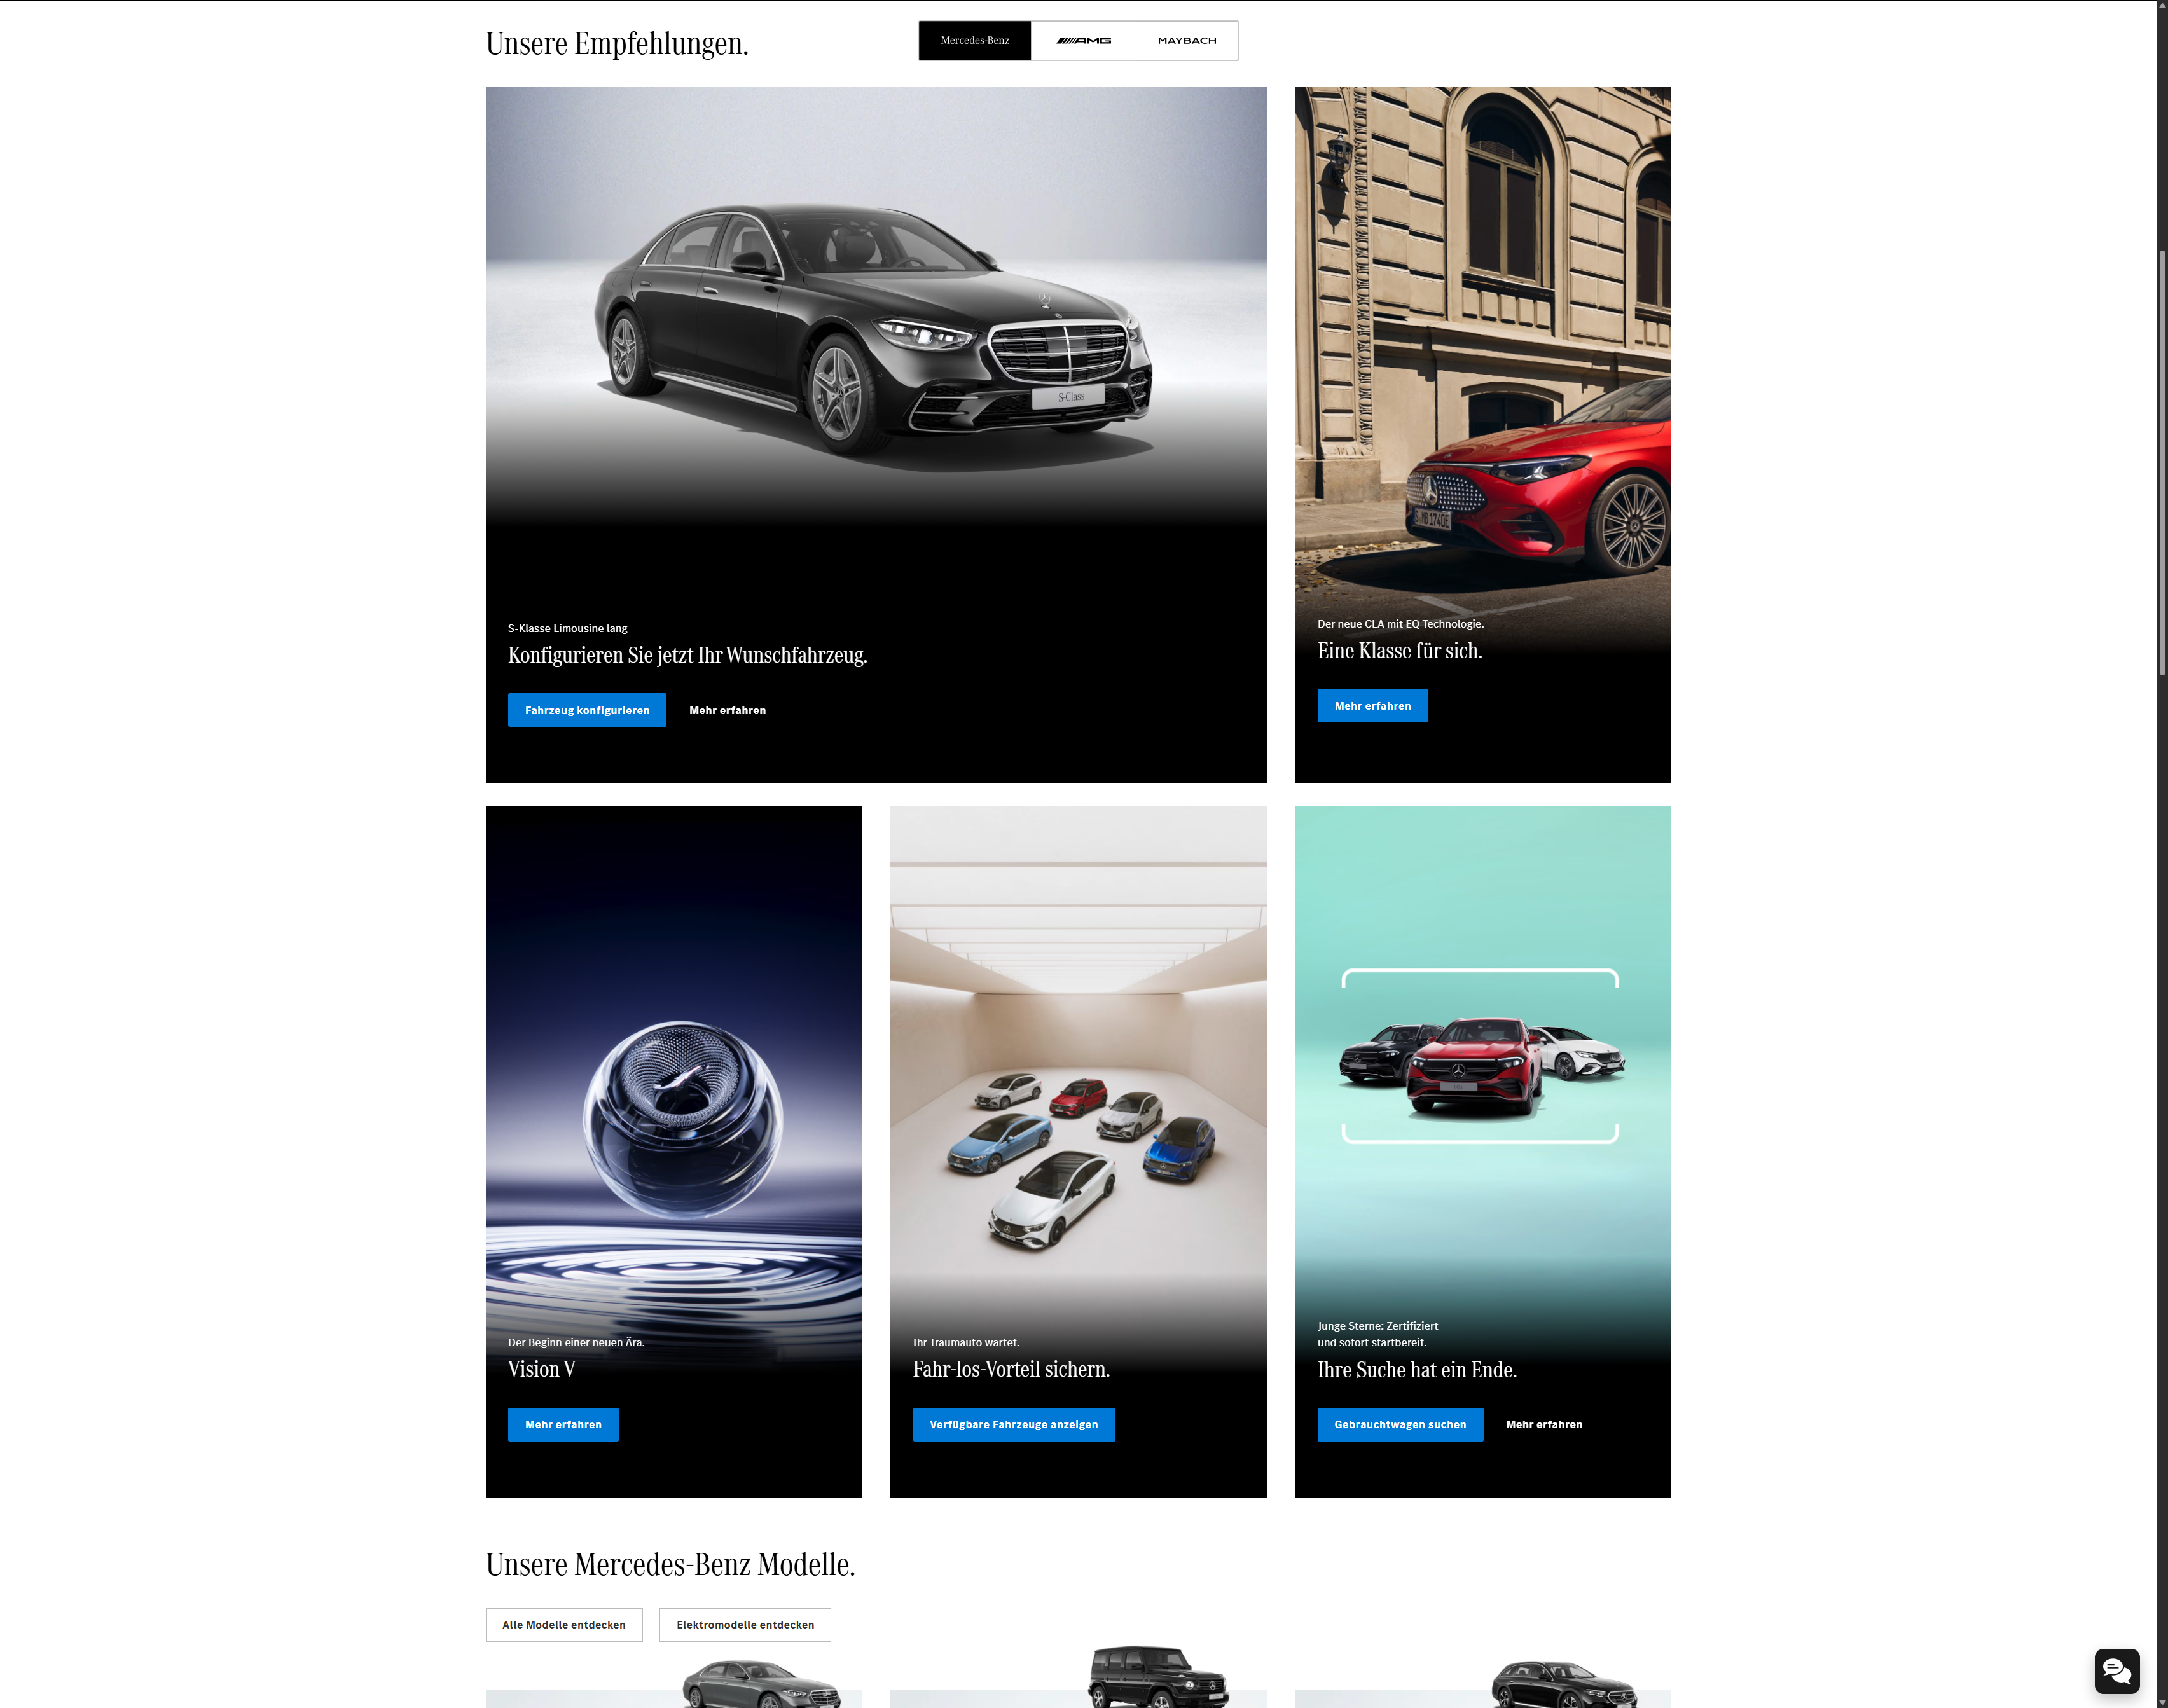 Unsere Empfehlungen.
Mercedes-Benz
AMG
MAYBACH
S-Class
S-Klasse Limousine lang
Konfigurieren Sie jetzt Ihr Wunschfahrzeug.
Fahrzeug konfigurieren
Mehr erfahren
S MB 1740E
Der neue CLA mit EQ Technologie.
Eine Klasse für sich.
Mehr erfahren
Der Beginn einer neuen Ära.
Vision V
Mehr erfahren
Ihr Traumauto wartet.
Fahr-los-Vorteil sichern.
Verfügbare Fahrzeuge anzeigen
Junge Sterne: Zertifiziert
und sofort startbereit.
Ihre Suche hat ein Ende.
Gebrauchtwagen suchen
Mehr erfahren
Unsere Mercedes-Benz Modelle.
Alle Modelle entdecken
Elektromodelle entdecken